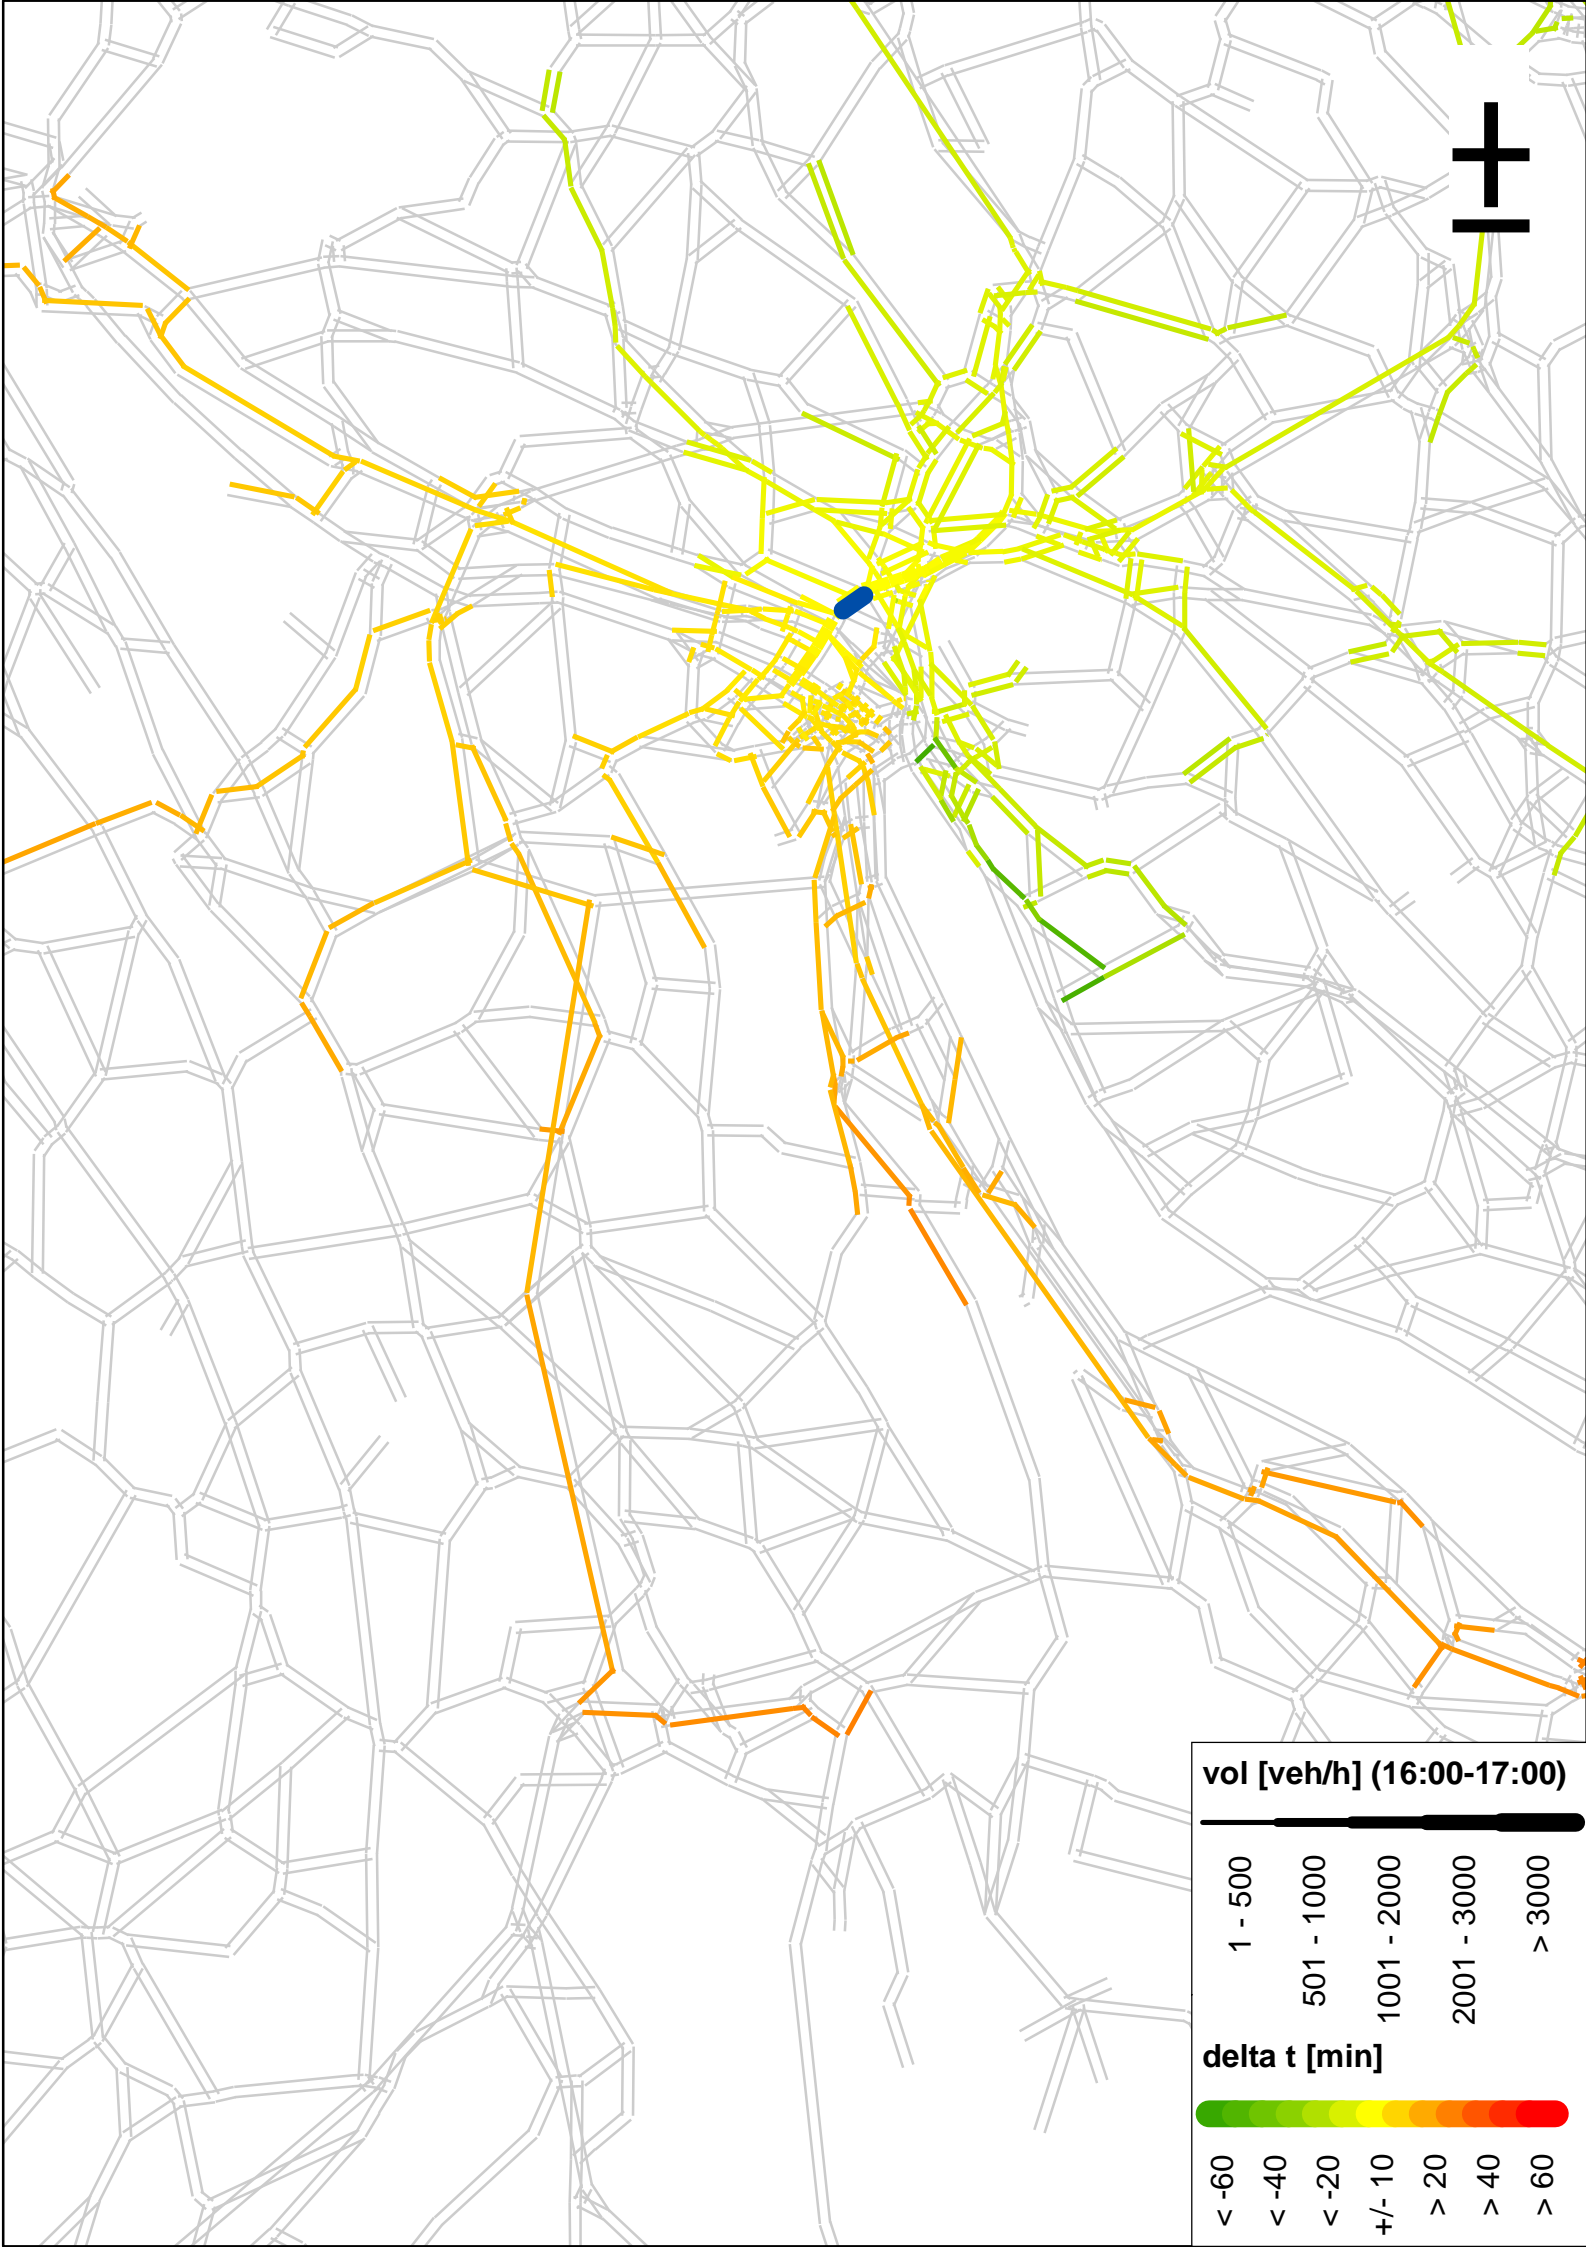 vol [veh/h] (16:00-17:00)
1 - 500
501 - 1000
1001 - 2000
2001 - 3000
> 3000
delta t [min]
< -60
< -40
< -20
+/- 10
> 20
> 40
> 60